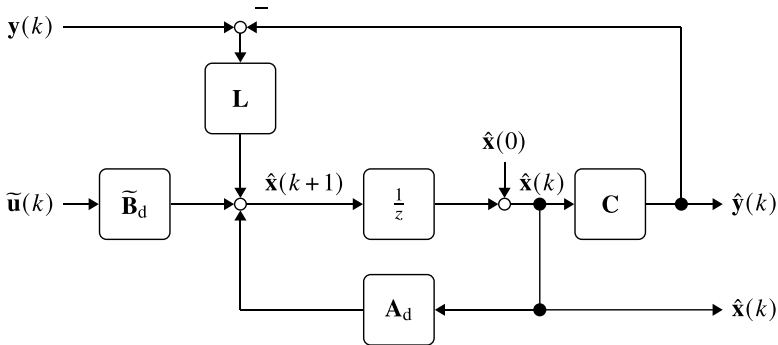 −
y(k)
L
x̂(0)
x̂(k+1)
x̂(k)
ũ(k)
B̃d
1/z
C
ŷ(k)
Ad
x̂(k)